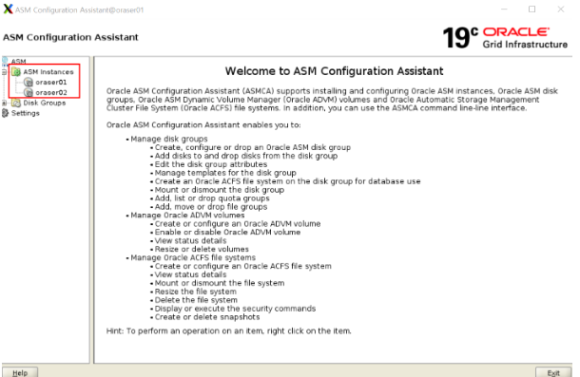 ASM Configuration Assistant@oraser01
ASM Configuration Assistant
19c ORACLE
Grid Infrastructure
ASM
ASM Instances
oraser01
oraser02
Disk Groups
Settings
Welcome to ASM Configuration Assistant
Oracle ASM Configuration Assistant (ASMCA) supports installing and configuring Oracle ASM instances, Oracle ASM disk
groups, Oracle ASM Dynamic Volume Manager (Oracle ADVM) volumes and Oracle Automatic Storage Management
Cluster File System (Oracle ACFS) file systems. In addition, you can use the ASMCA command line-line interface.
Oracle ASM Configuration Assistant enables you to:
• Manage disk groups
• Create, configure or drop an Oracle ASM disk group
• Add disks to and drop disks from the disk group
• Edit the disk group attributes
• Manage templates for the disk group
• Create an Oracle ACFS file system on the disk group for database use
• Mount or dismount the disk group
• Add, list or drop quota groups
• Add, move or drop file groups
• Manage Oracle ADVM volumes
• Create or configure an Oracle ADVM volume
• Enable or disable Oracle ADVM volume
• View status details
• Resize or delete volumes
• Manage Oracle ACFS file systems
• Create or configure an Oracle ACFS file system
• View status details
• Mount or dismount the file system
• Resize the file system
• Delete the file system
• Display or execute the security commands
• Create or delete snapshots
Hint: To perform an operation on an item, right click on the item.
Help
Exit